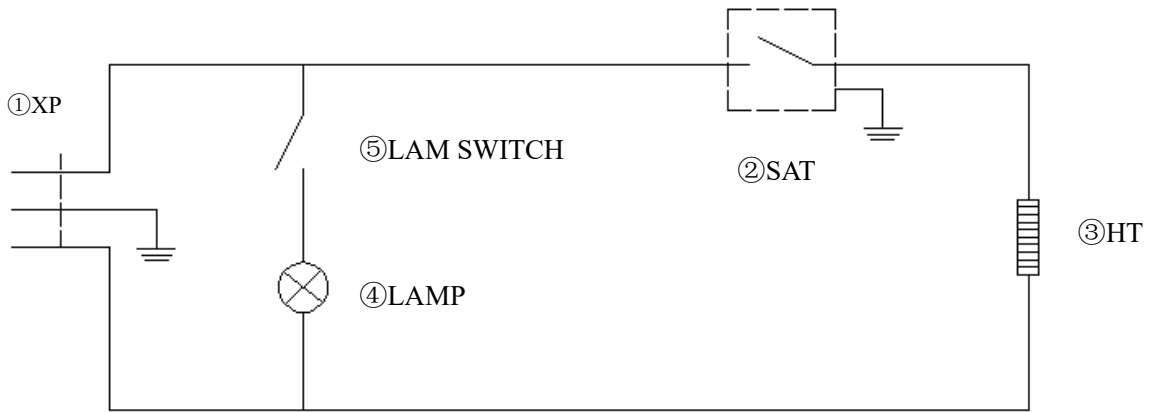 ①XP
⑤LAM SWITCH
②SAT
③HT
④LAMP